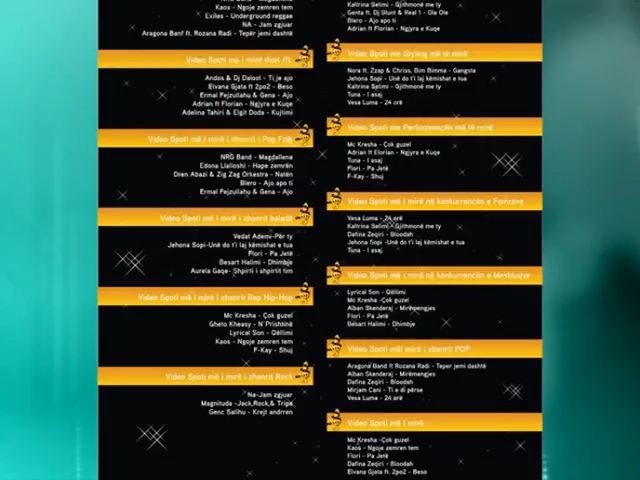 Kaos - Ngoje zemren tem
Exiles - Underground reggae
NA - Jam zgjuar
Aragona Banf ft. Rozana Radi - Tepër jemi dashtë
Video Spoti me i mirë duet /ft.
Andos & Dj Dalool - Ti je ajo
Elvana Gjata ft 2po2 - Beso
Ermal Fejzullahu & Gena - Ajo
Adrian ft Florian - Ngjyra e Kuqe
Adelina Tahiri & Elgit Doda - Kujtimi
Video Spoti më i mirë i zhanrit i Pop Folk
NRG Band - Magdallena
Edona Llalloshi - Hape zemrën
Dren Abazi & Zig Zag Orkestra - Natën
Blero - Ajo apo ti
Ermal Fejzullahu & Gena - Ajo
Video Spoti më i mirë i zhanrit baladë
Vedat Ademi-Për ty
Jehona Sopi-Unë do t'i laj këmishat e tua
Flori - Pa Jetë
Besart Halimi - Dhimbje
Aurela Gaqe- Shpirti i shpirtit tim
Video Spoti më i mirë i zhanrit Rap Hip-Hop
Mc Kresha - Çok guzel
Gheto Kheasy - N`Prishtinë
Lyrical Son - Qëllimi
Kaos - Ngoje zemren tem
F-Kay - Shuj
Video Spoti më i mirë i zhanrit Rock
Na-Jam zgjuar
Magnituda -Jack,Rock,& Tripa
Genc Salihu - Krejt andrren
Kaltrina Selimi - Gjithmonë me ty
Genta ft. Dj Blunt & Real 1 - Ole Ole
Blero - Ajo apo ti
Adrian ft Florian - Ngjyra e Kuqe
Video Spoti me Styling më të mirë
Nora ft. Zzap & Chriss, Bim Bimma - Gangsta
Jehona Sopi - Unë do t'i laj këmishat e tua
Kaltrina Selimi - Gjithmonë me ty
Tuna - I asaj
Vesa Luma - 24 orë
Video Spoti me Performancën më të mirë
Mc Kresha - Çok guzel
Adrian ft Florian - Ngjyra e Kuqe
Tuna - I asaj
Flori - Pa Jetë
F-Kay - Shuj
Video Spoti më i mirë në konkurrencën e Femrave
Vesa Luma - 24 orë
Kaltrina Selimi - Gjithmonë me ty
Dafina Zeqiri - Bloodah
Jehona Sopi -Unë do t'i laj këmishat e tua
Tuna - I asaj
Video Spoti më i mirë në konkurrencën e Meshkujve
Lyrical Son - Qëllimi
Mc Kresha - Çok guzel
Alban Skenderaj - Mirëmengjes
Flori - Pa Jetë
Besart Halimi - Dhimbje
Video Spoti më i mirë i zhanrit POP
Aragona Banaf ft Rozana Radi - Teper jemi dashtë
Alban Skenderaj - Mirëmengjes
Dafina Zeqiri - Bloodah
Mirjam Cani - Ti e di përse
Vesa Luma - 24 orë
Video Spoti më i mirë
Mc Kresha -Çok guzel
Kaos - Ngoje zemren tem
Flori - Pa Jetë
Dafina Zeqiri - Bloodah
Elvana Gjata ft. 2po2 - Beso